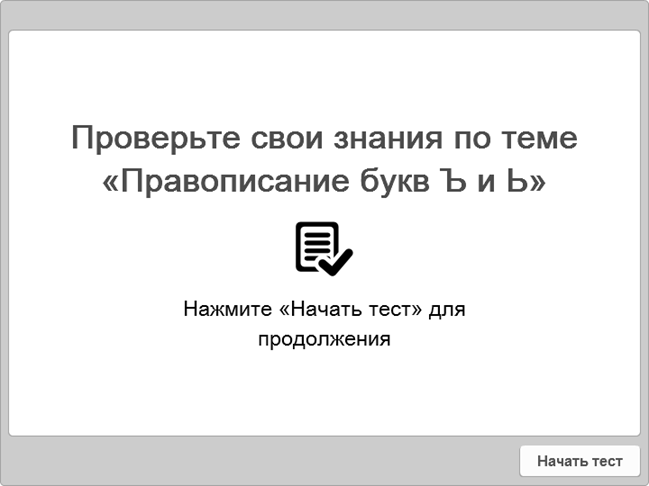 Проверьте свои знания по теме
«Правописание букв Ъ и Ь»
Нажмите «Начать тест» для
продолжения
Начать тест